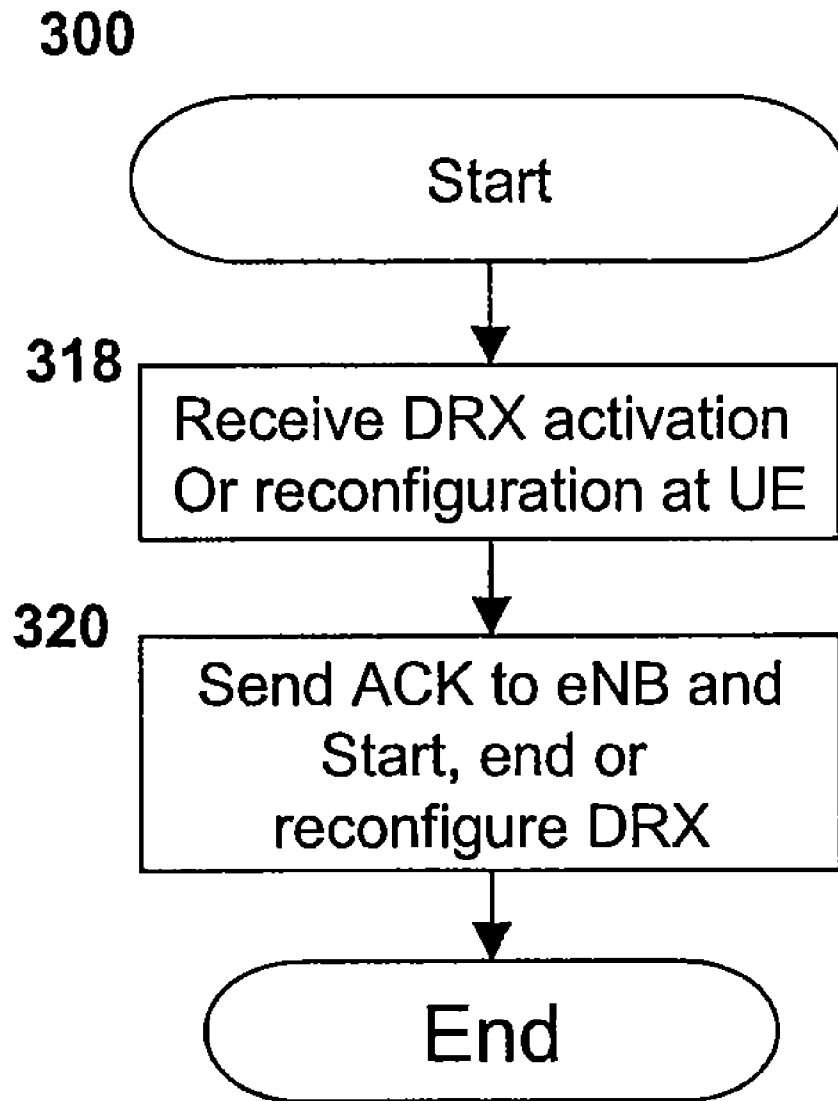 300
Start
318
Receive DRX activation
Or reconfiguration at UE
320
Send ACK to eNB and
Start, end or
reconfigure DRX
End